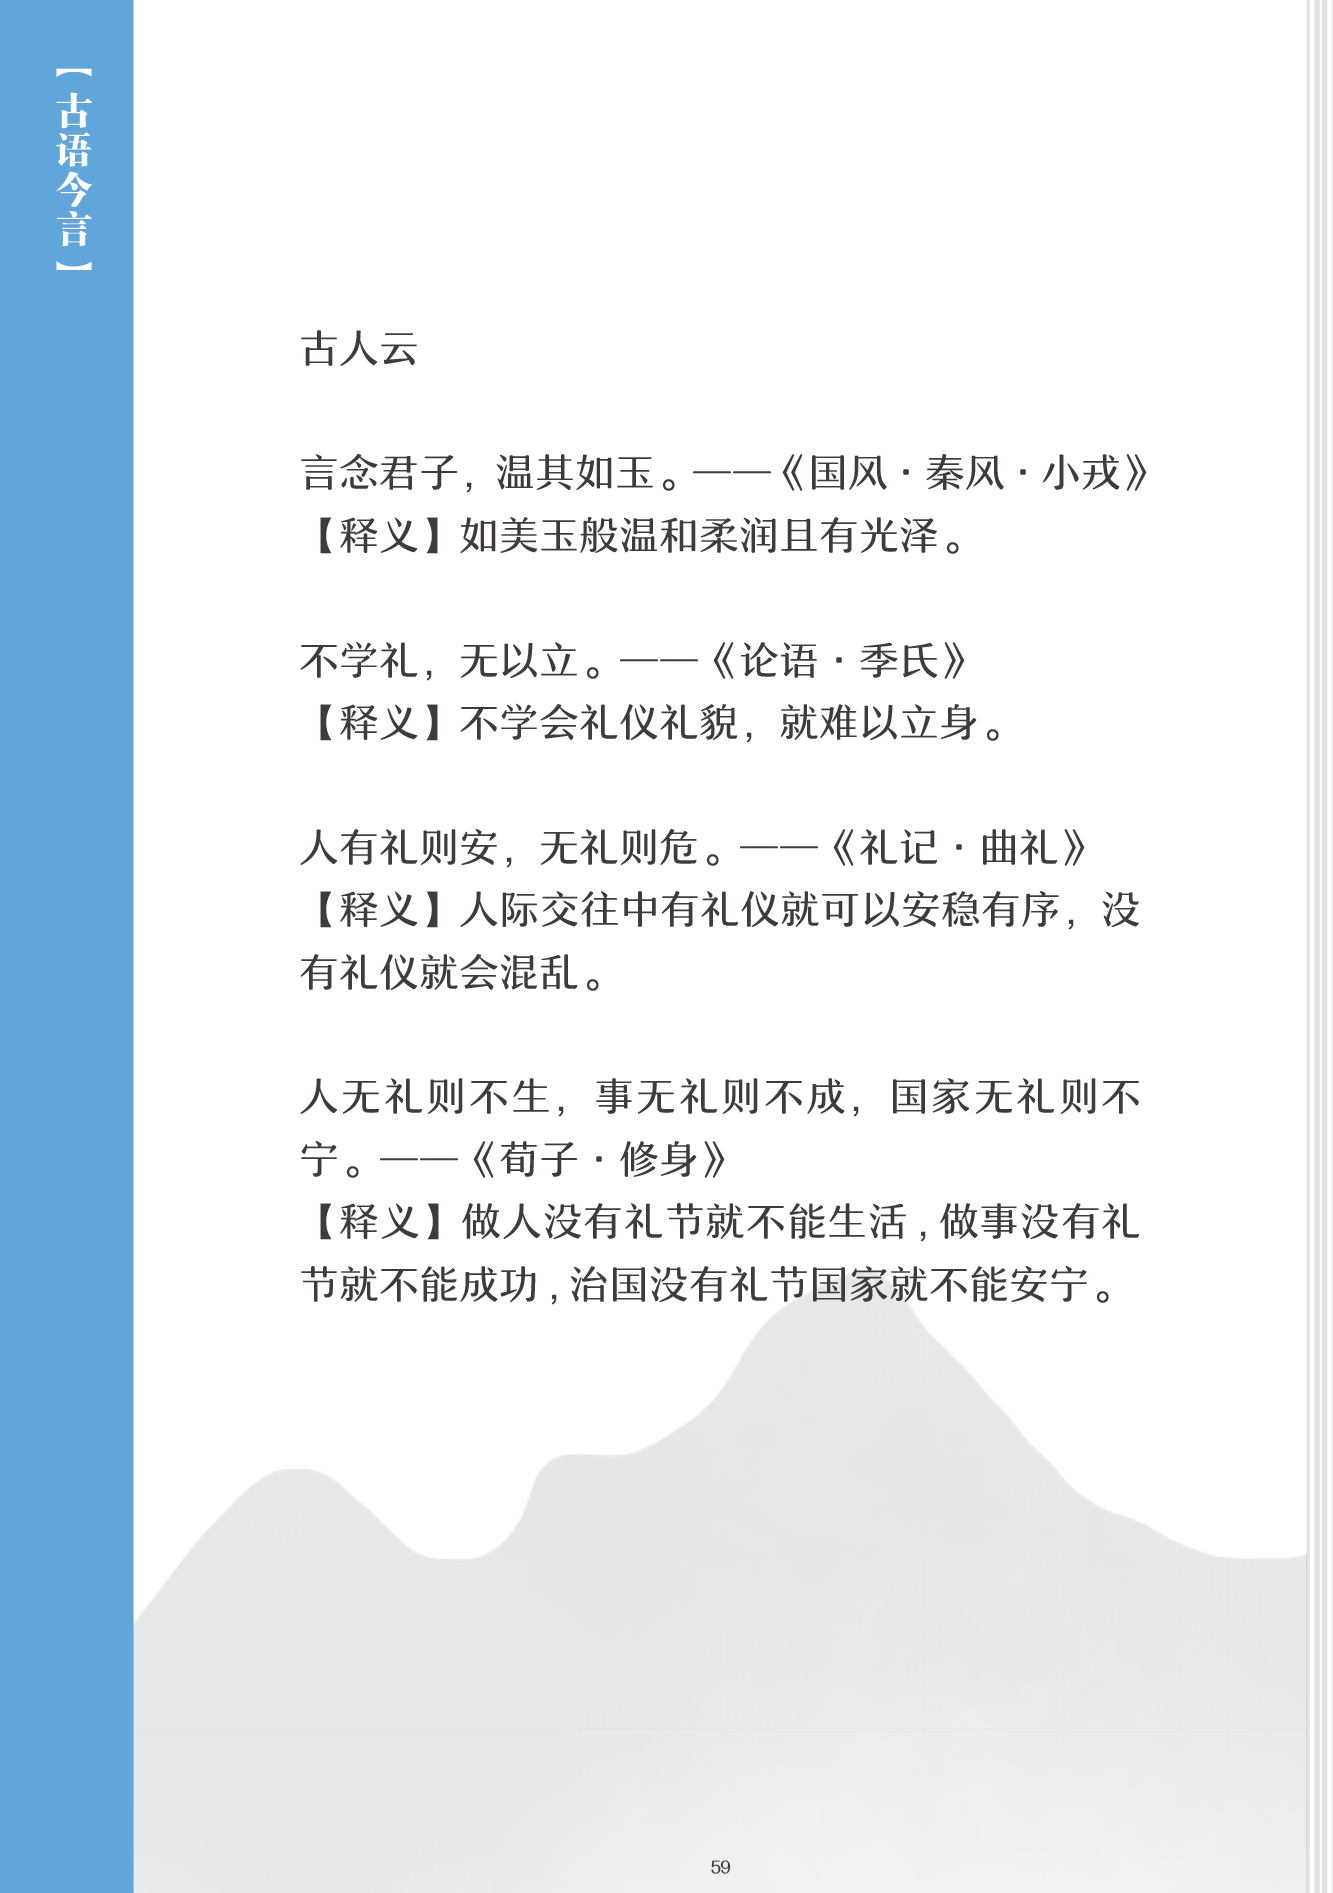 【古语今言】
古人云
言念君子，温其如玉。——《国风·秦风·小戎》
【释义】如美玉般温和柔润且有光泽。
不学礼，无以立。——《论语·季氏》
【释义】不学会礼仪礼貌，就难以立身。
人有礼则安，无礼则危。——《礼记·曲礼》
【释义】人际交往中有礼仪就可以安稳有序，没
有礼仪就会混乱。
人无礼则不生，事无礼则不成，国家无礼则不
宁。——《荀子·修身》
【释义】做人没有礼节就不能生活,做事没有礼
节就不能成功,治国没有礼节国家就不能安宁。
59